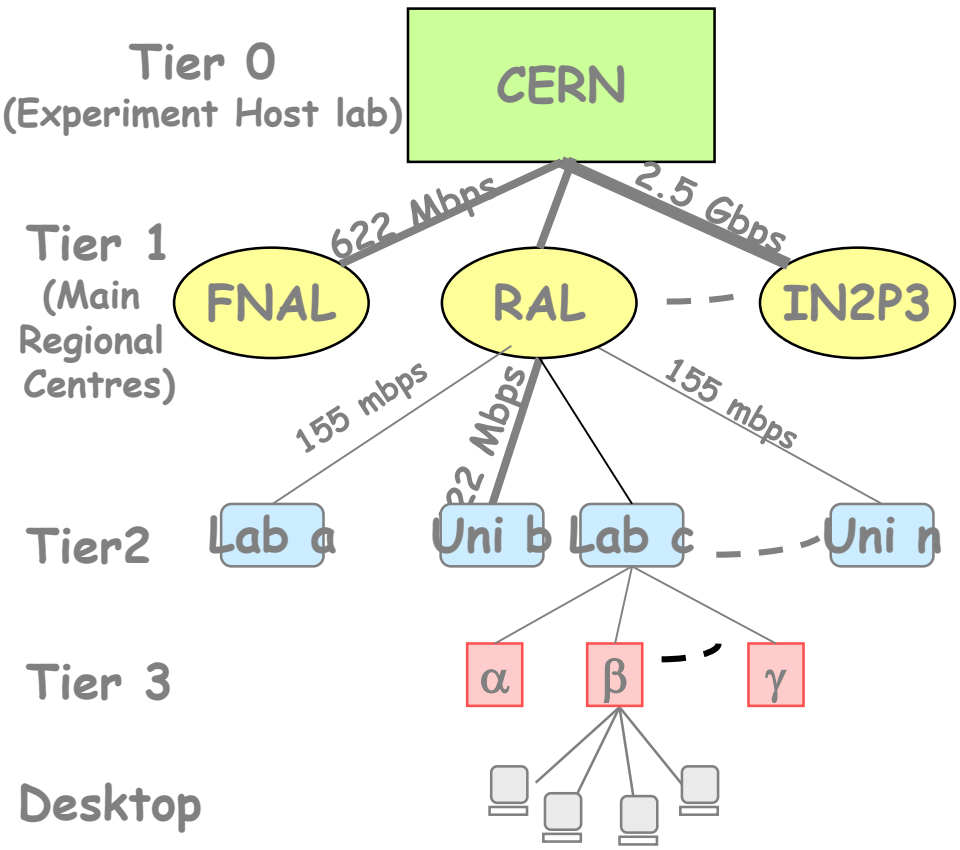 Tier 0
(Experiment Host lab)
CERN
622 Mbps
2.5 Gbps
Tier 1
(Main
Regional
Centres)
FNAL
RAL
IN2P3
155 mbps
22 Mbps
155 mbps
Tier2
Lab a
Uni b
Lab c
Uni n
Tier 3
α
β
γ
Desktop